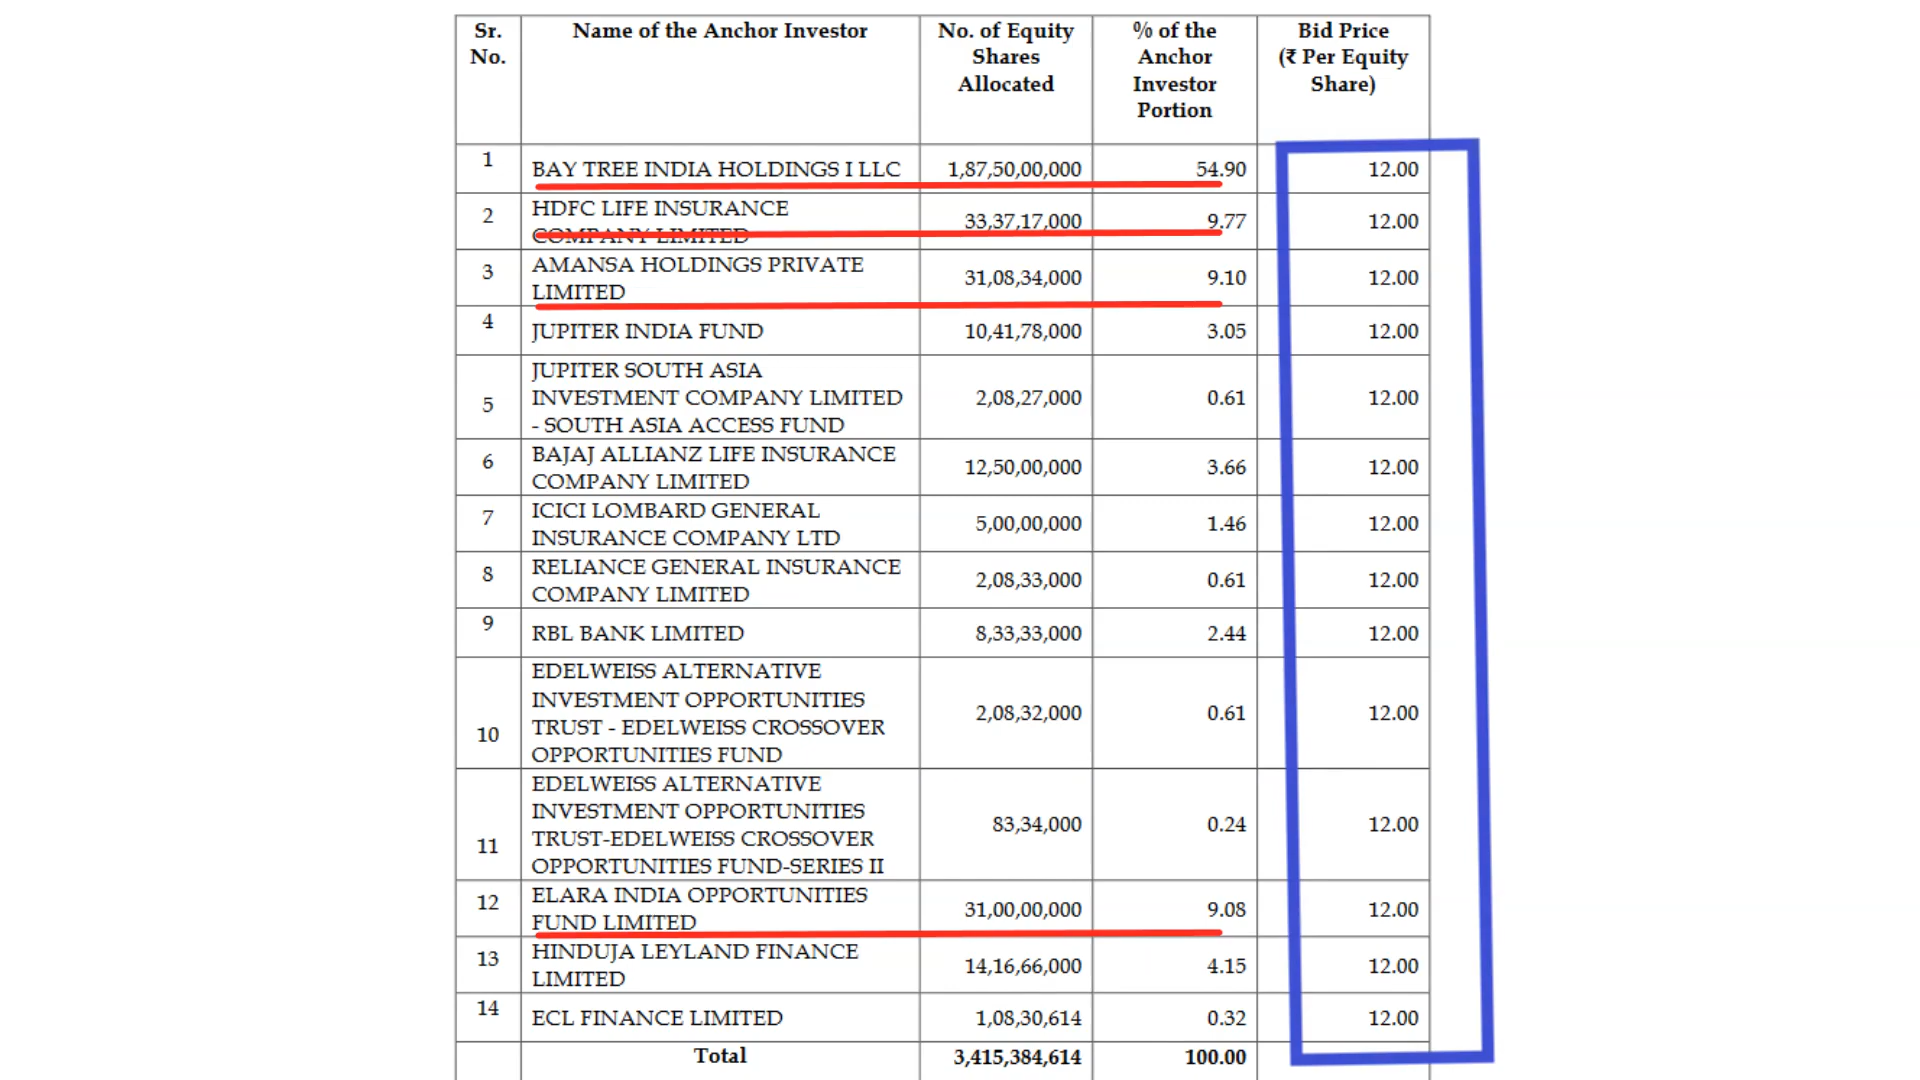 Sr. No. Name of the Anchor Investor No. of Equity Shares Allocated % of the Anchor Investor Portion Bid Price (₹ Per Equity Share)
1 BAY TREE INDIA HOLDINGS I LLC 1,87,50,00,000 54.90 12.00
2 HDFC LIFE INSURANCE COMPANY LIMITED 33,37,17,000 9.77 12.00
3 AMANSA HOLDINGS PRIVATE LIMITED 31,08,34,000 9.10 12.00
4 JUPITER INDIA FUND 10,41,78,000 3.05 12.00
5 JUPITER SOUTH ASIA INVESTMENT COMPANY LIMITED - SOUTH ASIA ACCESS FUND 2,08,27,000 0.61 12.00
6 BAJAJ ALLIANZ LIFE INSURANCE COMPANY LIMITED 12,50,00,000 3.66 12.00
7 ICICI LOMBARD GENERAL INSURANCE COMPANY LTD 5,00,00,000 1.46 12.00
8 RELIANCE GENERAL INSURANCE COMPANY LIMITED 2,08,33,000 0.61 12.00
9 RBL BANK LIMITED 8,33,33,000 2.44 12.00
10 EDELWEISS ALTERNATIVE INVESTMENT OPPORTUNITIES TRUST - EDELWEISS CROSSOVER OPPORTUNITIES FUND 2,08,32,000 0.61 12.00
11 EDELWEISS ALTERNATIVE INVESTMENT OPPORTUNITIES TRUST-EDELWEISS CROSSOVER OPPORTUNITIES FUND-SERIES II 83,34,000 0.24 12.00
12 ELARA INDIA OPPORTUNITIES FUND LIMITED 31,00,00,000 9.08 12.00
13 HINDUJA LEYLAND FINANCE LIMITED 14,16,66,000 4.15 12.00
14 ECL FINANCE LIMITED 1,08,30,614 0.32 12.00
Total 3,415,384,614 100.00